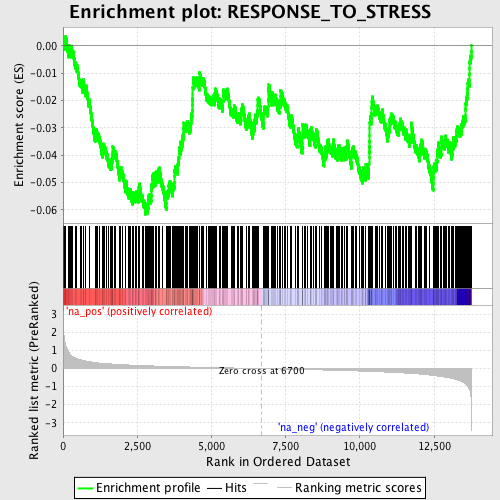 Enrichment plot: RESPONSE_TO_STRESS
Enrichment score (ES)
0.00
-0.01
-0.02
-0.03
-0.04
-0.05
-0.06
'na_pos' (positively correlated)
Ranked list metric (PreRanked)
3
2
1
0
-1
-2
-3
Zero cross at 6700
'na_neg' (negatively correlated)
0
2,500
5,000
7,500
10,000
12,500
Rank in Ordered Dataset
Enrichment profile
Hits
Ranking metric scores